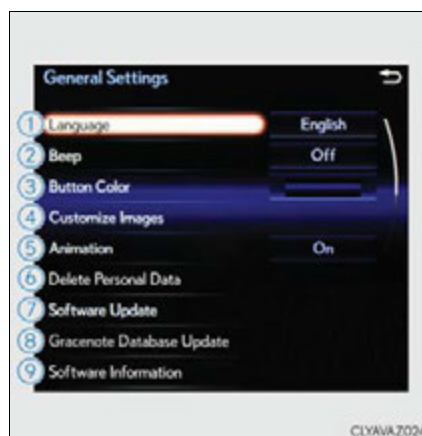 General Settings
1 Language English
2 Beep Off
3 Button Color
4 Customize Images
5 Animation On
6 Delete Personal Data
7 Software Update
8 Gracenote Database Update
9 Software Information